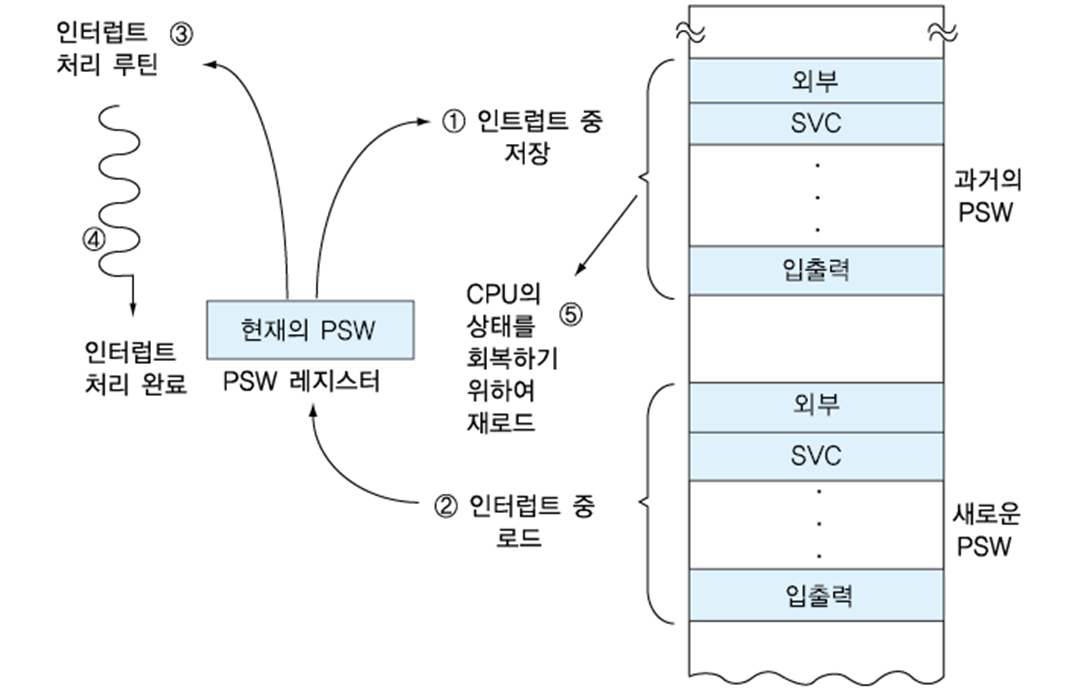 인터럽트 ③
처리 루틴
① 인트럽트 중
저장
④
현재의 PSW
PSW 레지스터
인터럽트
처리 완료
CPU의
상태를 ⑤
회복하기
위하여
재로드
② 인터럽트 중
로드
외부
SVC
입출력
과거의
PSW
외부
SVC
입출력
새로운
PSW